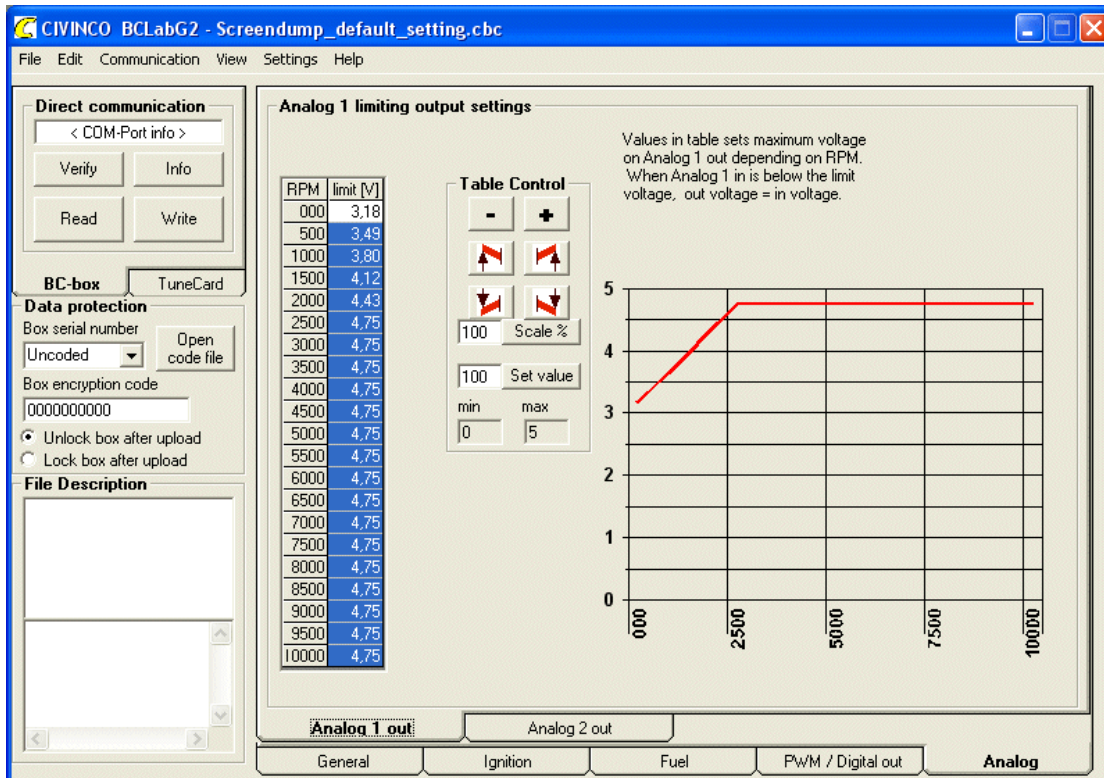 CIVINCO BCLabG2 - Screendump_default_setting.cbc
File Edit Communication View Settings Help
Direct communication
< COM-Port info >
Verify Info
Read Write
BC-box TuneCard
Data protection
Box serial number
Uncoded
Open code file
Box encryption code
0000000000
Unlock box after upload
Lock box after upload
File Description
Analog 1 limiting output settings
RPM limit [V]
000 3,18
500 3,49
1000 3,80
1500 4,12
2000 4,43
2500 4,75
3000 4,75
3500 4,75
4000 4,75
4500 4,75
5000 4,75
5500 4,75
6000 4,75
6500 4,75
7000 4,75
7500 4,75
8000 4,75
8500 4,75
9000 4,75
9500 4,75
10000 4,75
Table Control
- +
100 Scale %
100 Set value
min max
0 5
Values in table sets maximum voltage
on Analog 1 out depending on RPM.
When Analog 1 in is below the limit
voltage, out voltage = in voltage.
5
4
3
2
1
0
000 2500 5000 7500 10000
Analog 1 out Analog 2 out
General Ignition Fuel PWM / Digital out Analog